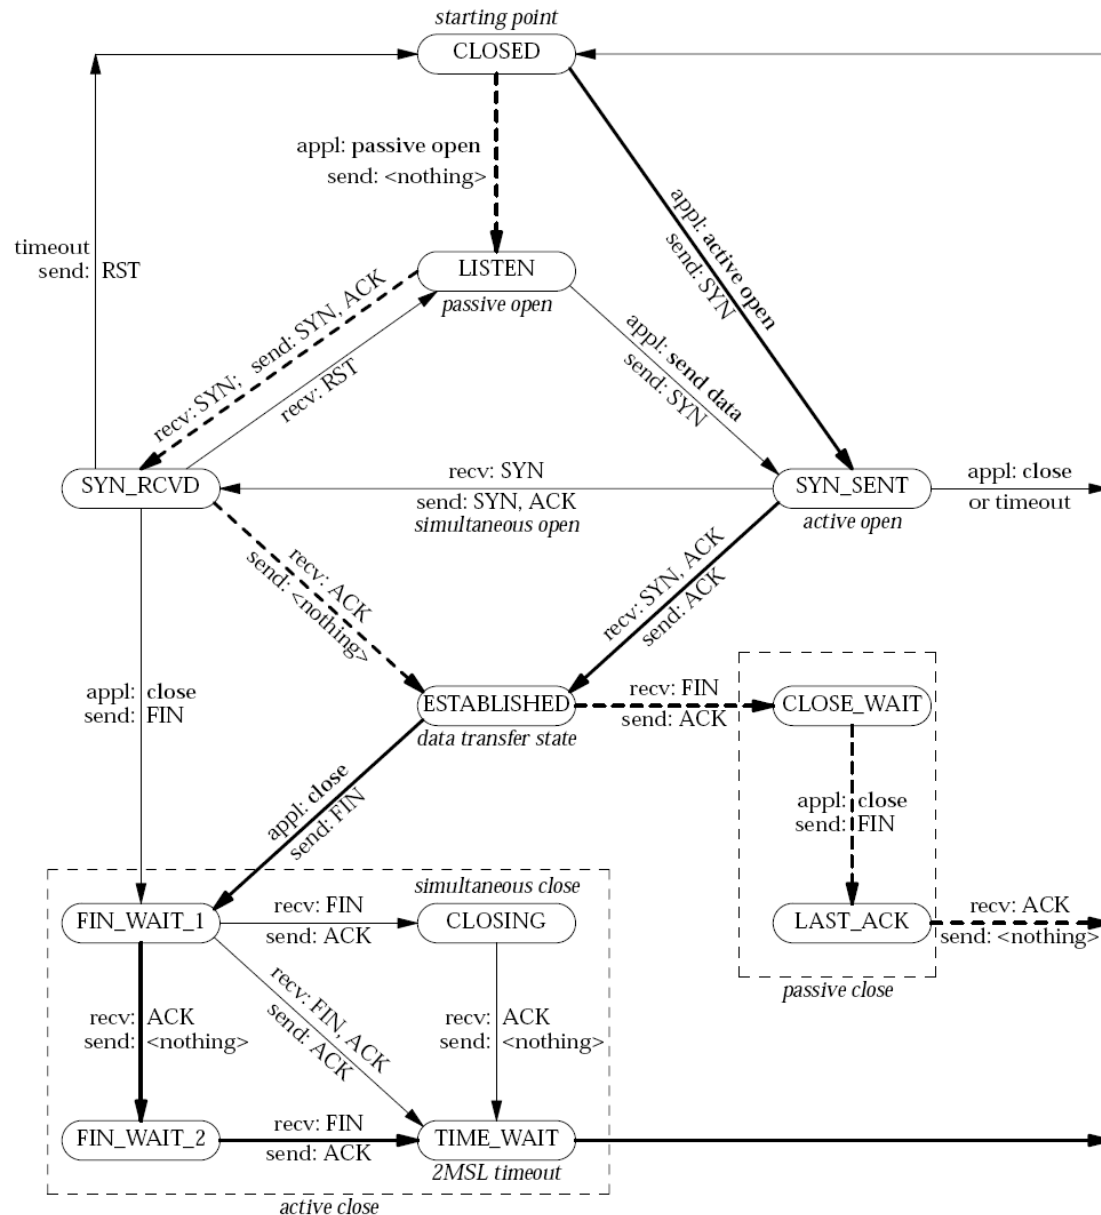 starting point
CLOSED
appl: passive open
send: <nothing>
appl: active open
send: SYN
timeout
send: RST
LISTEN
passive open
recv: SYN; send: SYN, ACK
recv: RST
appl: send data
send: SYN
SYN_RCVD
recv: SYN
send: SYN, ACK
simultaneous open
SYN_SENT
active open
appl: close
or timeout
recv: ACK
send: <nothing>
recv: SYN, ACK
send: ACK
appl: close
send: FIN
ESTABLISHED
data transfer state
recv: FIN
send: ACK
CLOSE_WAIT
appl: close
send: FIN
appl: close
send: FIN
simultaneous close
FIN_WAIT_1
recv: FIN
send: ACK
CLOSING
LAST_ACK
recv: ACK
send: <nothing>
passive close
recv: ACK
send: <nothing>
recv: FIN, ACK
send: ACK
recv: ACK
send: <nothing>
FIN_WAIT_2
recv: FIN
send: ACK
TIME_WAIT
2MSL timeout
active close